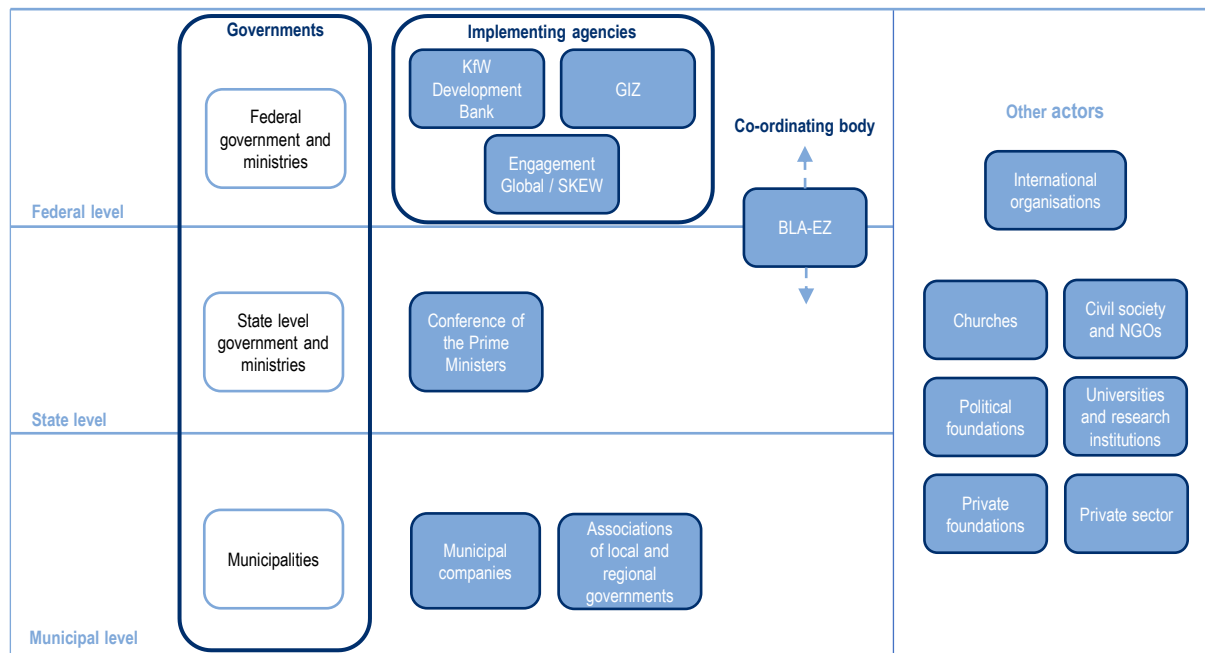 Governments
Implementing agencies
KfW
Development
Bank
GIZ
Engagement
Global / SKEW
Federal
government and
ministries
Federal level
Co-ordinating body
BLA-EZ
State level
government and
ministries
Conference of
the Prime
Ministers
State level
Municipalities
Municipal
companies
Associations
of local and
regional
governments
Municipal level
Other actors
International
organisations
Churches
Civil society
and NGOs
Political
foundations
Universities
and research
institutions
Private
foundations
Private sector